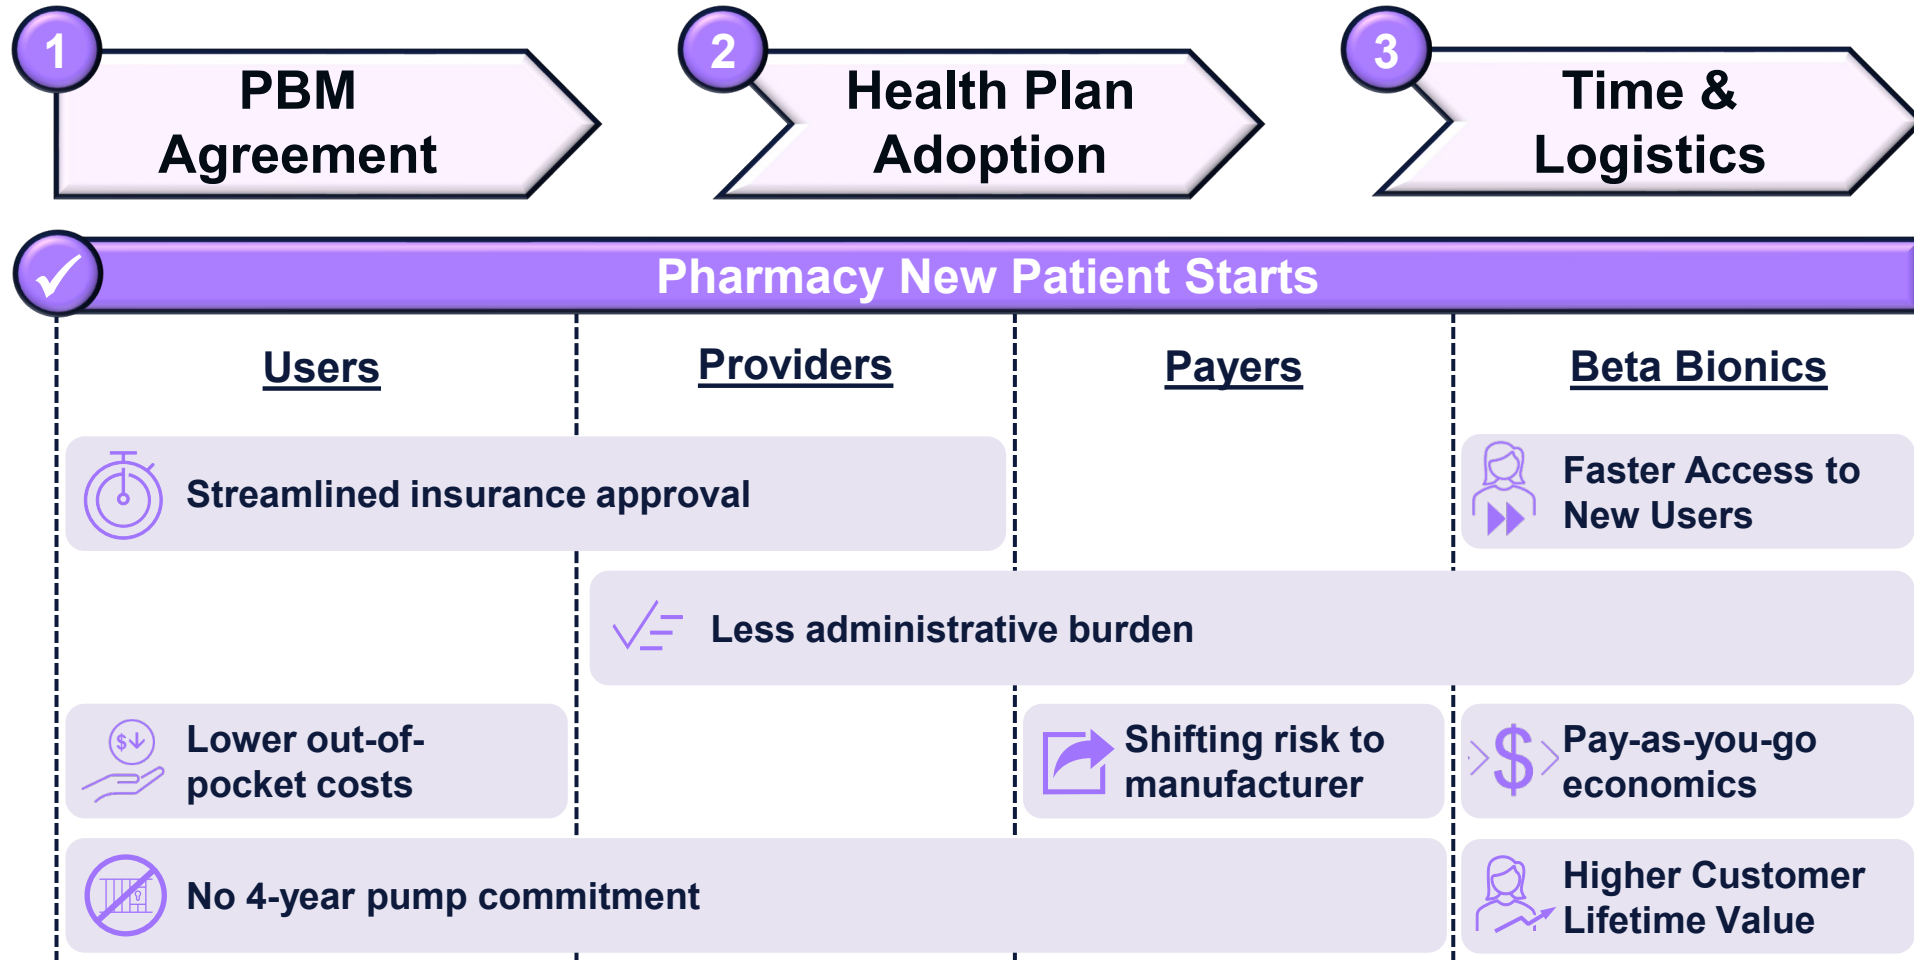 1
PBM
Agreement
2
Health Plan
Adoption
3
Time &
Logistics
Pharmacy New Patient Starts
Users
Providers
Payers
Beta Bionics
Streamlined insurance approval
Faster Access to
New Users
Less administrative burden
$
Lower out-of-
pocket costs
Shifting risk to
manufacturer
$
Pay-as-you-go
economics
No 4-year pump commitment
Higher Customer
Lifetime Value